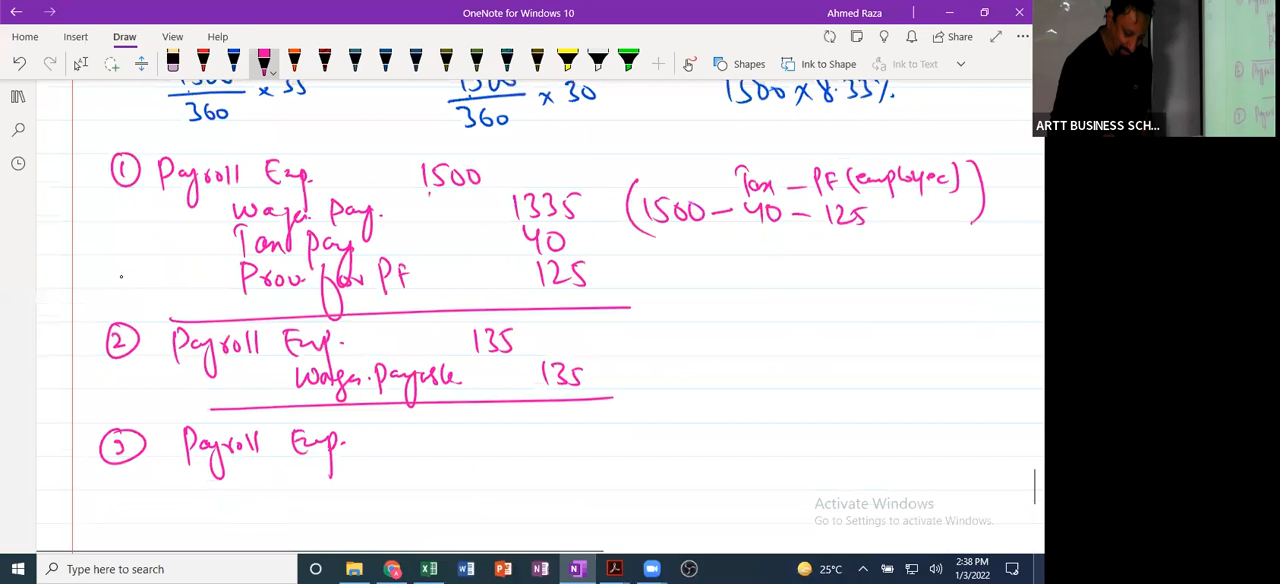 OneNote for Windows 10
Ahmed Raza
Home Insert Draw View Help
Share
Shapes Ink to Shape Ink to Text
ARTT BUSINESS SCH...
360 × 35
360 × 30
1500 × 8.33%
① Payroll Exp. 1500
Tax – PF (employee)
Wages. Pay. 1335 (1500 – 40 – 125)
Tax Pay 40
Prov for PF 125
② Payroll Exp. 135
Wages. Payable 135
③ Payroll Exp.
Activate Windows
Go to Settings to activate Windows.
Type here to search
25°C
2:38 PM
1/3/2022